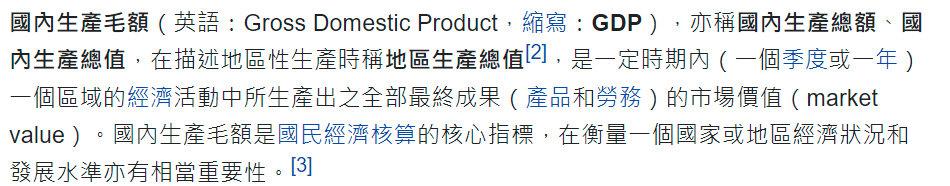 國內生產毛額（英語：Gross Domestic Product，縮寫：GDP），亦稱國內生產總額、國
內生產總值，在描述地區性生產時稱地區生產總值[2]，是一定時期內（一個季度或一年）
一個區域的經濟活動中所生產出之全部最終成果（產品和勞務）的市場價值（market
value）。國內生產毛額是國民經濟核算的核心指標，在衡量一個國家或地區經濟狀況和
發展水準亦有相當重要性。[3]